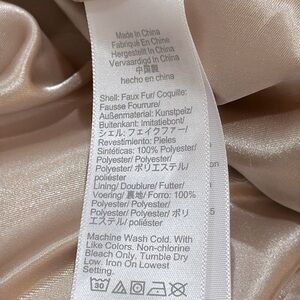 Made In China
Fabriqué En Chine
Hergestellt In China
Vervaardigd In China
中国製
hecho en china
Shell: Faux Fur/ Coquille:
Fausse Fourrure/
Außenmaterial: Kunstpelz/
Buitenkant: Imitatiebont/
シェル: フェイクファー/
Revestimiento: Pieles
Sintéticas: 100% Polyester/
Polyester/ Polyester/
Polyester/ ポリエステル/
poliéster
Lining/ Doublure/ Futter/
Voering/ 裏地/ Forro: 100%
Polyester/ Polyester/
Polyester/ Polyester/ ポリ
エステル/ poliéster
Machine Wash Cold. With
Like Colors. Non-chlorine
Bleach Only. Tumble Dry
Low. Iron On Lowest
Setting.
30
on
5